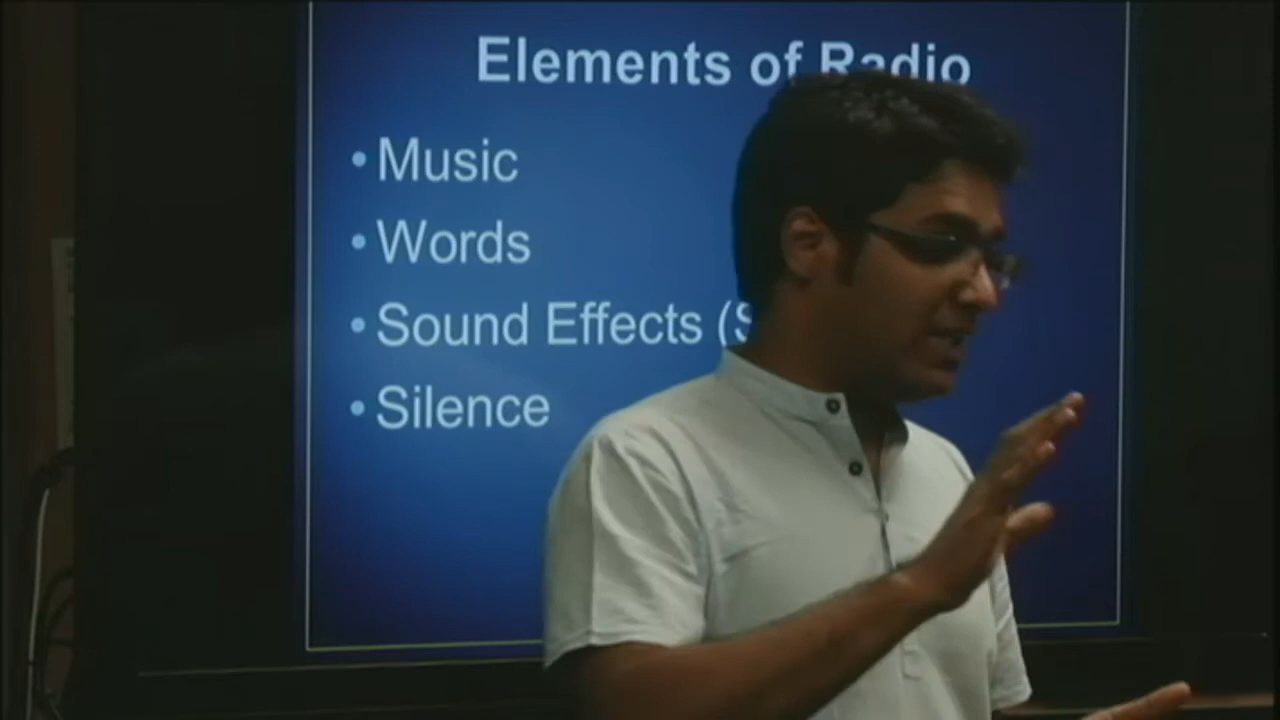 Elements of Radio
• Music
• Words
• Sound Effects (S
• Silence